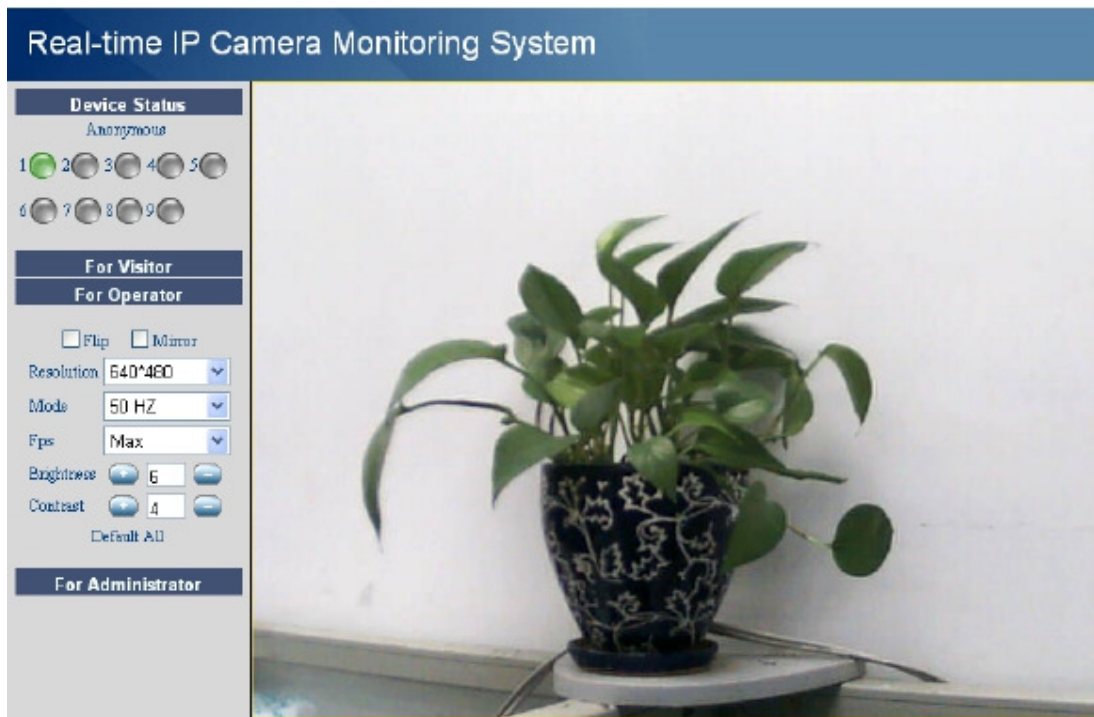 Real-time IP Camera Monitoring System
Device Status
Anonymous
1 2 3 4 5
6 7 8 9
For Visitor
For Operator
Flip Mirror
Resolution 640*480
Mode 50 HZ
Fps Max
Brightness + 6 -
Contrast + 4 -
Default All
For Administrator